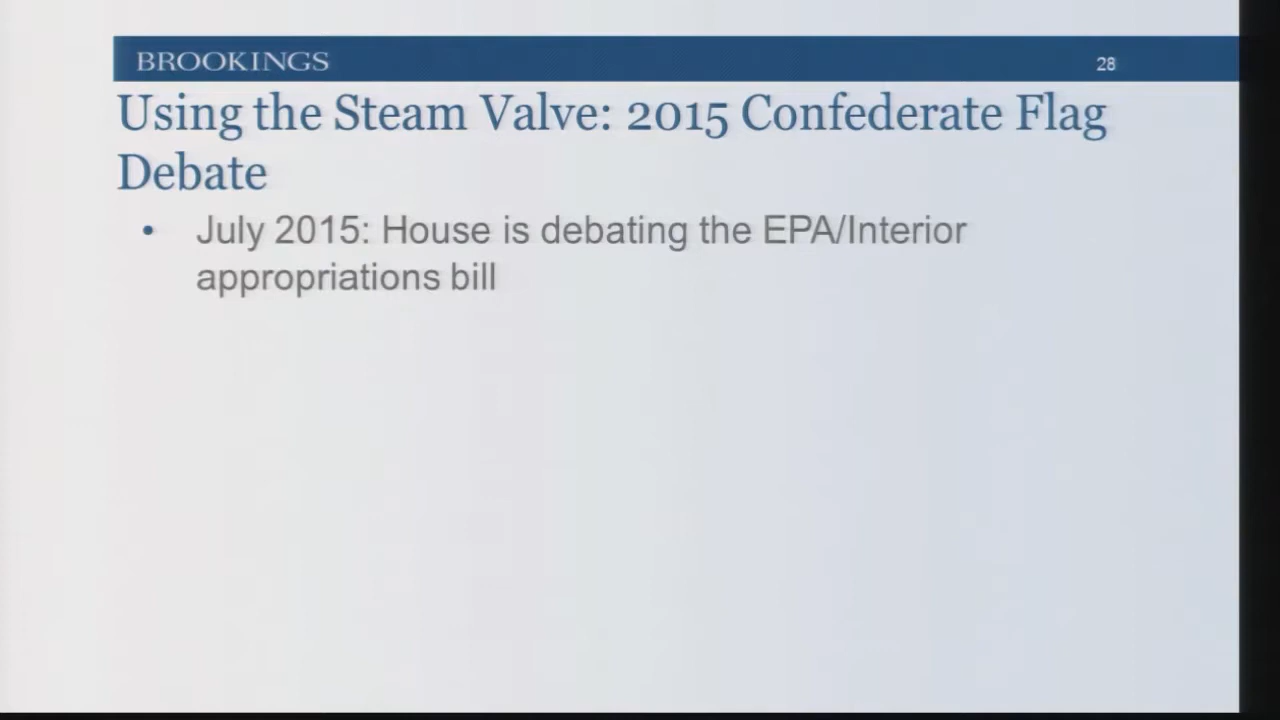 BROOKINGS
28
Using the Steam Valve: 2015 Confederate Flag
Debate
• July 2015: House is debating the EPA/Interior
appropriations bill